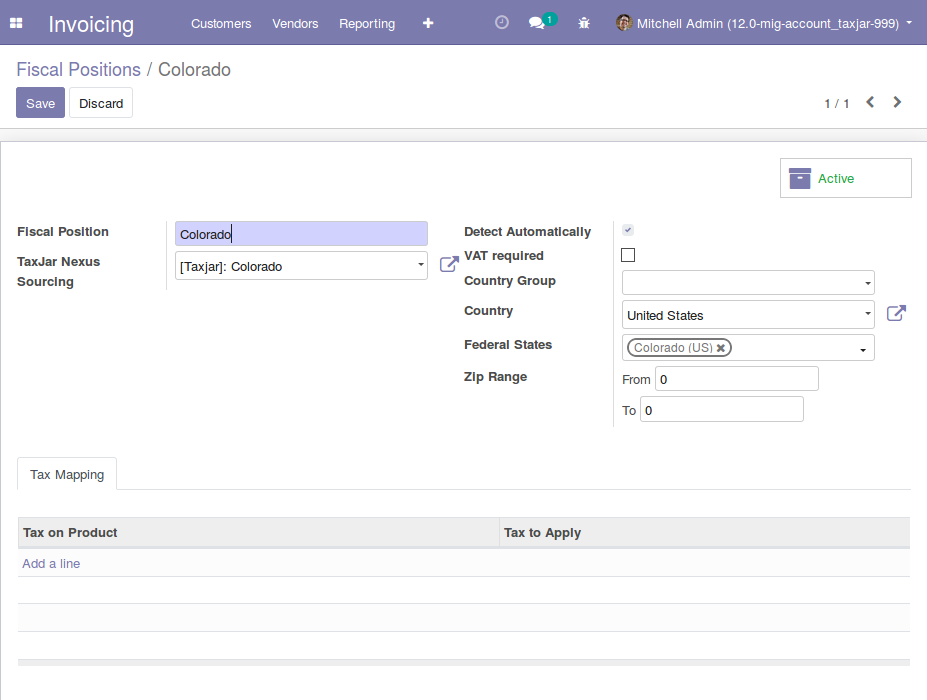 Invoicing Customers Vendors Reporting 1 Mitchell Admin (12.0-mig-account_taxjar-999)
Fiscal Positions / Colorado
Save Discard 1 / 1
Active
Fiscal Position Colorado
TaxJar Nexus Sourcing [Taxjar]: Colorado
Detect Automatically
VAT required
Country Group
Country United States
Federal States Colorado (US)
Zip Range From 0
To 0
Tax Mapping
Tax on Product Tax to Apply
Add a line